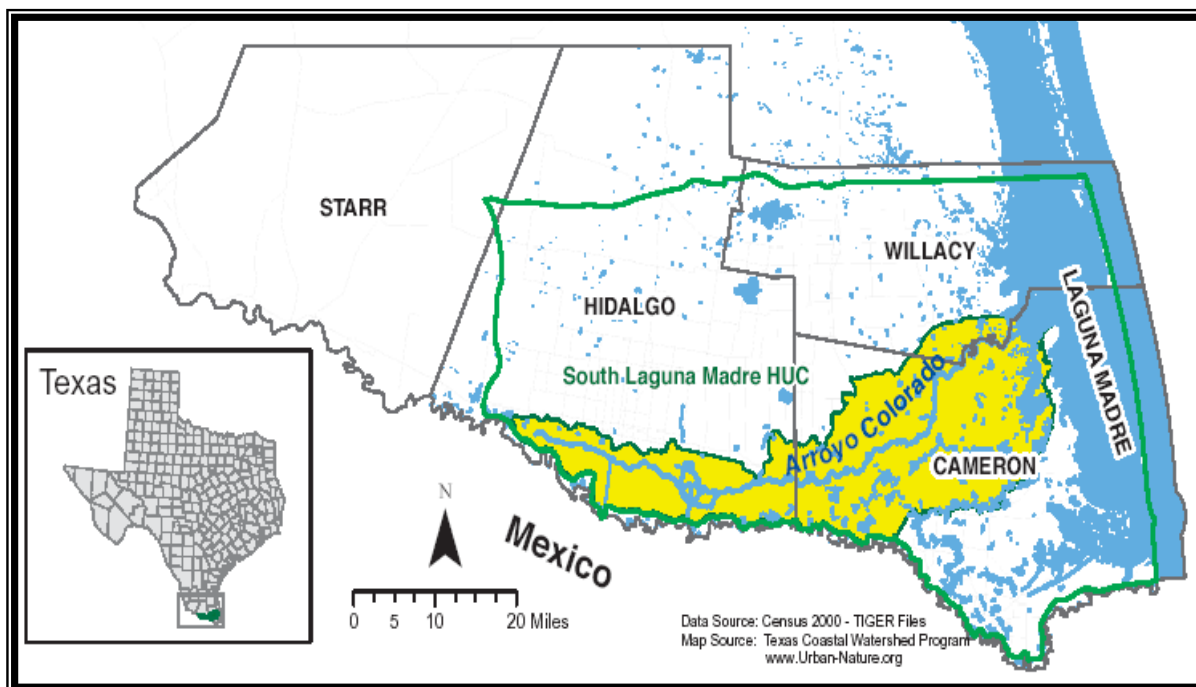 STARR
WILLACY
HIDALGO
LAGUNA MADRE
South Laguna Madre HUC
Arroyo Colorado
CAMERON
Texas
N
Mexico
0 5 10 20 Miles
Data Source: Census 2000 - TIGER Files
Map Source: Texas Coastal Watershed Program
www.Urban-Nature.org